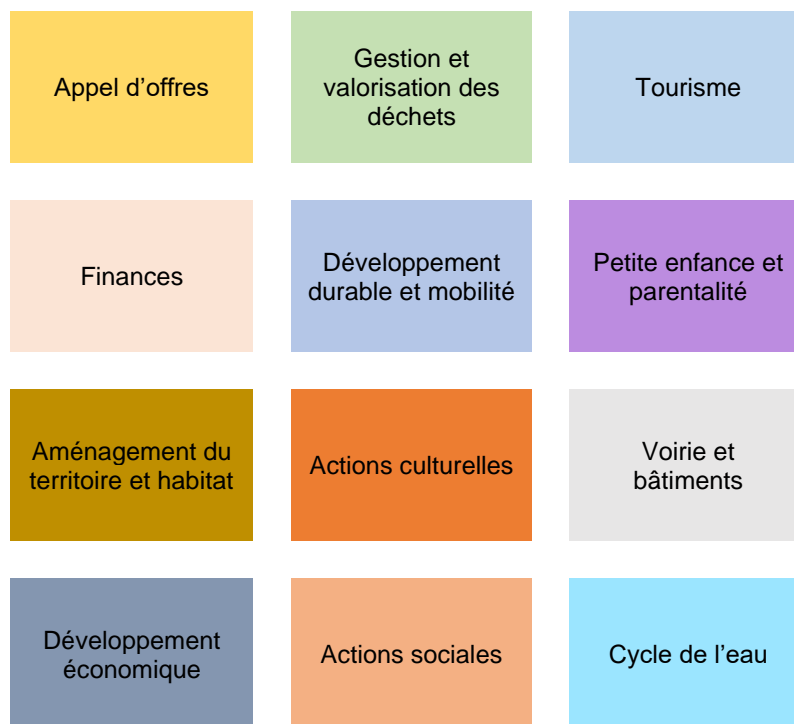 Appel d’offres
Gestion et
valorisation des
déchets
Tourisme
Finances
Développement
durable et mobilité
Petite enfance et
parentalité
Aménagement du
territoire et habitat
Actions culturelles
Voirie et
bâtiments
Développement
économique
Actions sociales
Cycle de l’eau